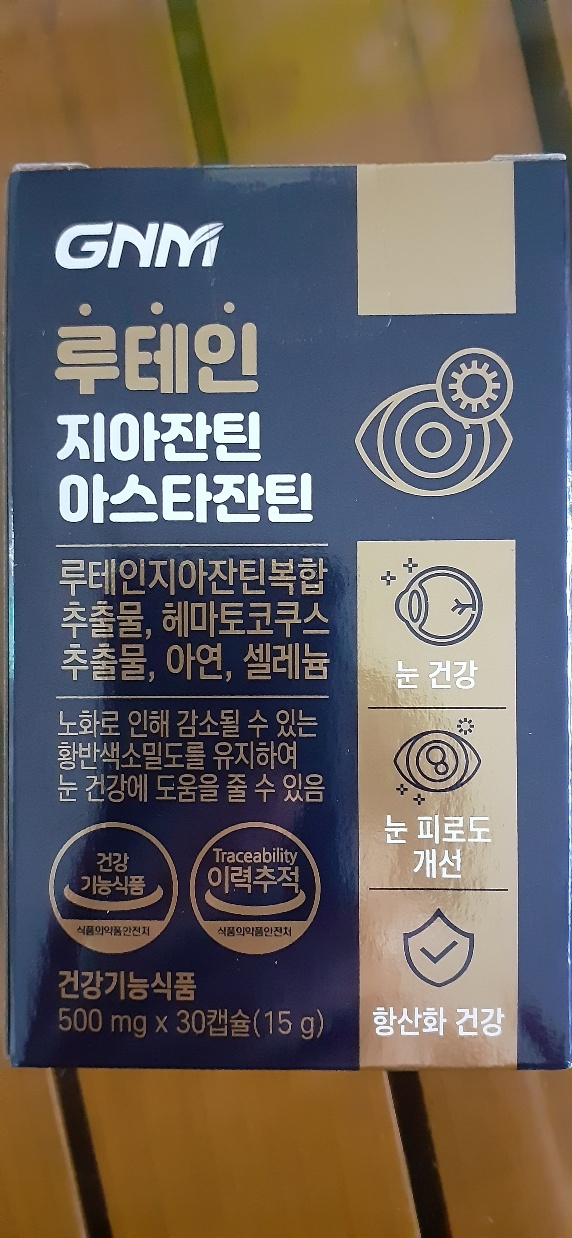 GNM
루테인
지아잔틴
아스타잔틴
루테인지아잔틴복합
추출물, 헤마토코쿠스
추출물, 아연, 셀레늄
노화로 인해 감소될 수 있는
황반색소밀도를 유지하여
눈 건강에 도움을 줄 수 있음
건강
기능식품
식품의약품안전처
Traceability
이력추적
식품의약품안전처
건강기능식품
500 mg x 30캡슐(15 g)
눈 건강
눈 피로도
개선
항산화 건강